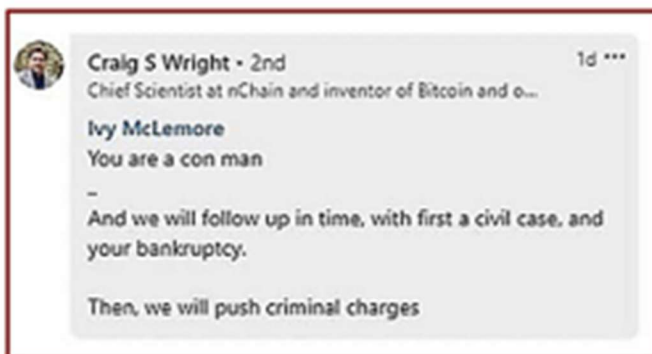 Craig S Wright • 2nd
1d •••
Chief Scientist at nChain and inventor of Bitcoin and o...
Ivy McLemore
You are a con man
–
And we will follow up in time, with first a civil case, and
your bankruptcy.
Then, we will push criminal charges